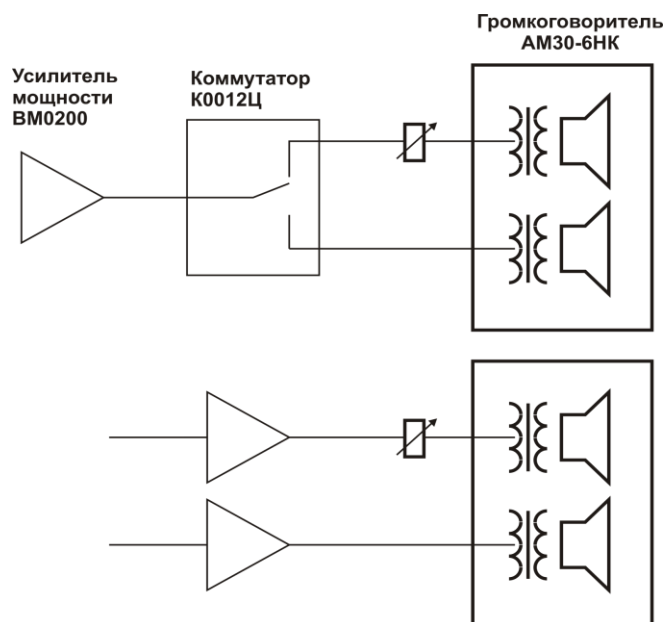 Громкоговоритель
АМ30-6НК
Усилитель
мощности
ВМ0200
Коммутатор
К0012Ц